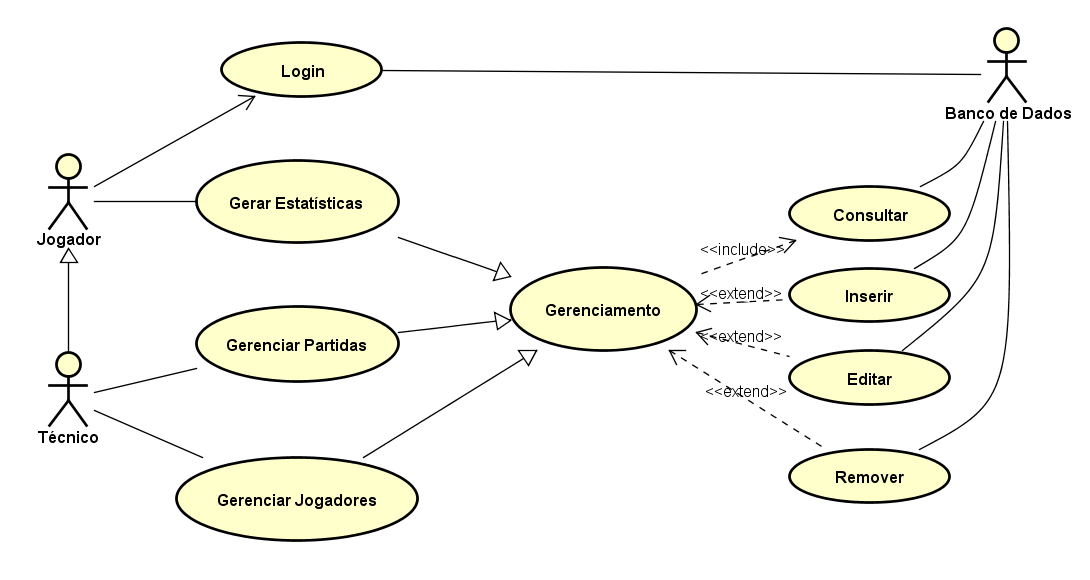 Login
Banco de Dados
Gerar Estatísticas
Jogador
Consultar
<<include>>
Inserir
<<extend>>
Gerenciamento
Gerenciar Partidas
<<extend>>
Editar
<<extend>>
Técnico
Remover
Gerenciar Jogadores